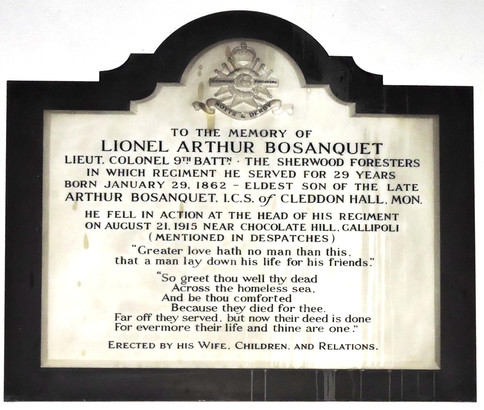 NOTTS & DERBY
TO THE MEMORY OF
LIONEL ARTHUR BOSANQUET
LIEUT. COLONEL 9TH BATTN · THE SHERWOOD FORESTERS
IN WHICH REGIMENT HE SERVED FOR 29 YEARS
BORN JANUARY 29, 1862 – ELDEST SON OF THE LATE
ARTHUR BOSANQUET, I.C.S. of CLEDDON HALL, MON.
HE FELL IN ACTION AT THE HEAD OF HIS REGIMENT
ON AUGUST 21, 1915 NEAR CHOCOLATE HILL, GALLIPOLI
(MENTIONED IN DESPATCHES)
"Greater love hath no man than this,
that a man lay down his life for his friends."
"So greet thou well thy dead
Across the homeless sea,
And be thou comforted
Because they died for thee.
Far off they served, but now their deed is done
For evermore their life and thine are one."
ERECTED BY HIS WIFE, CHILDREN, AND RELATIONS.